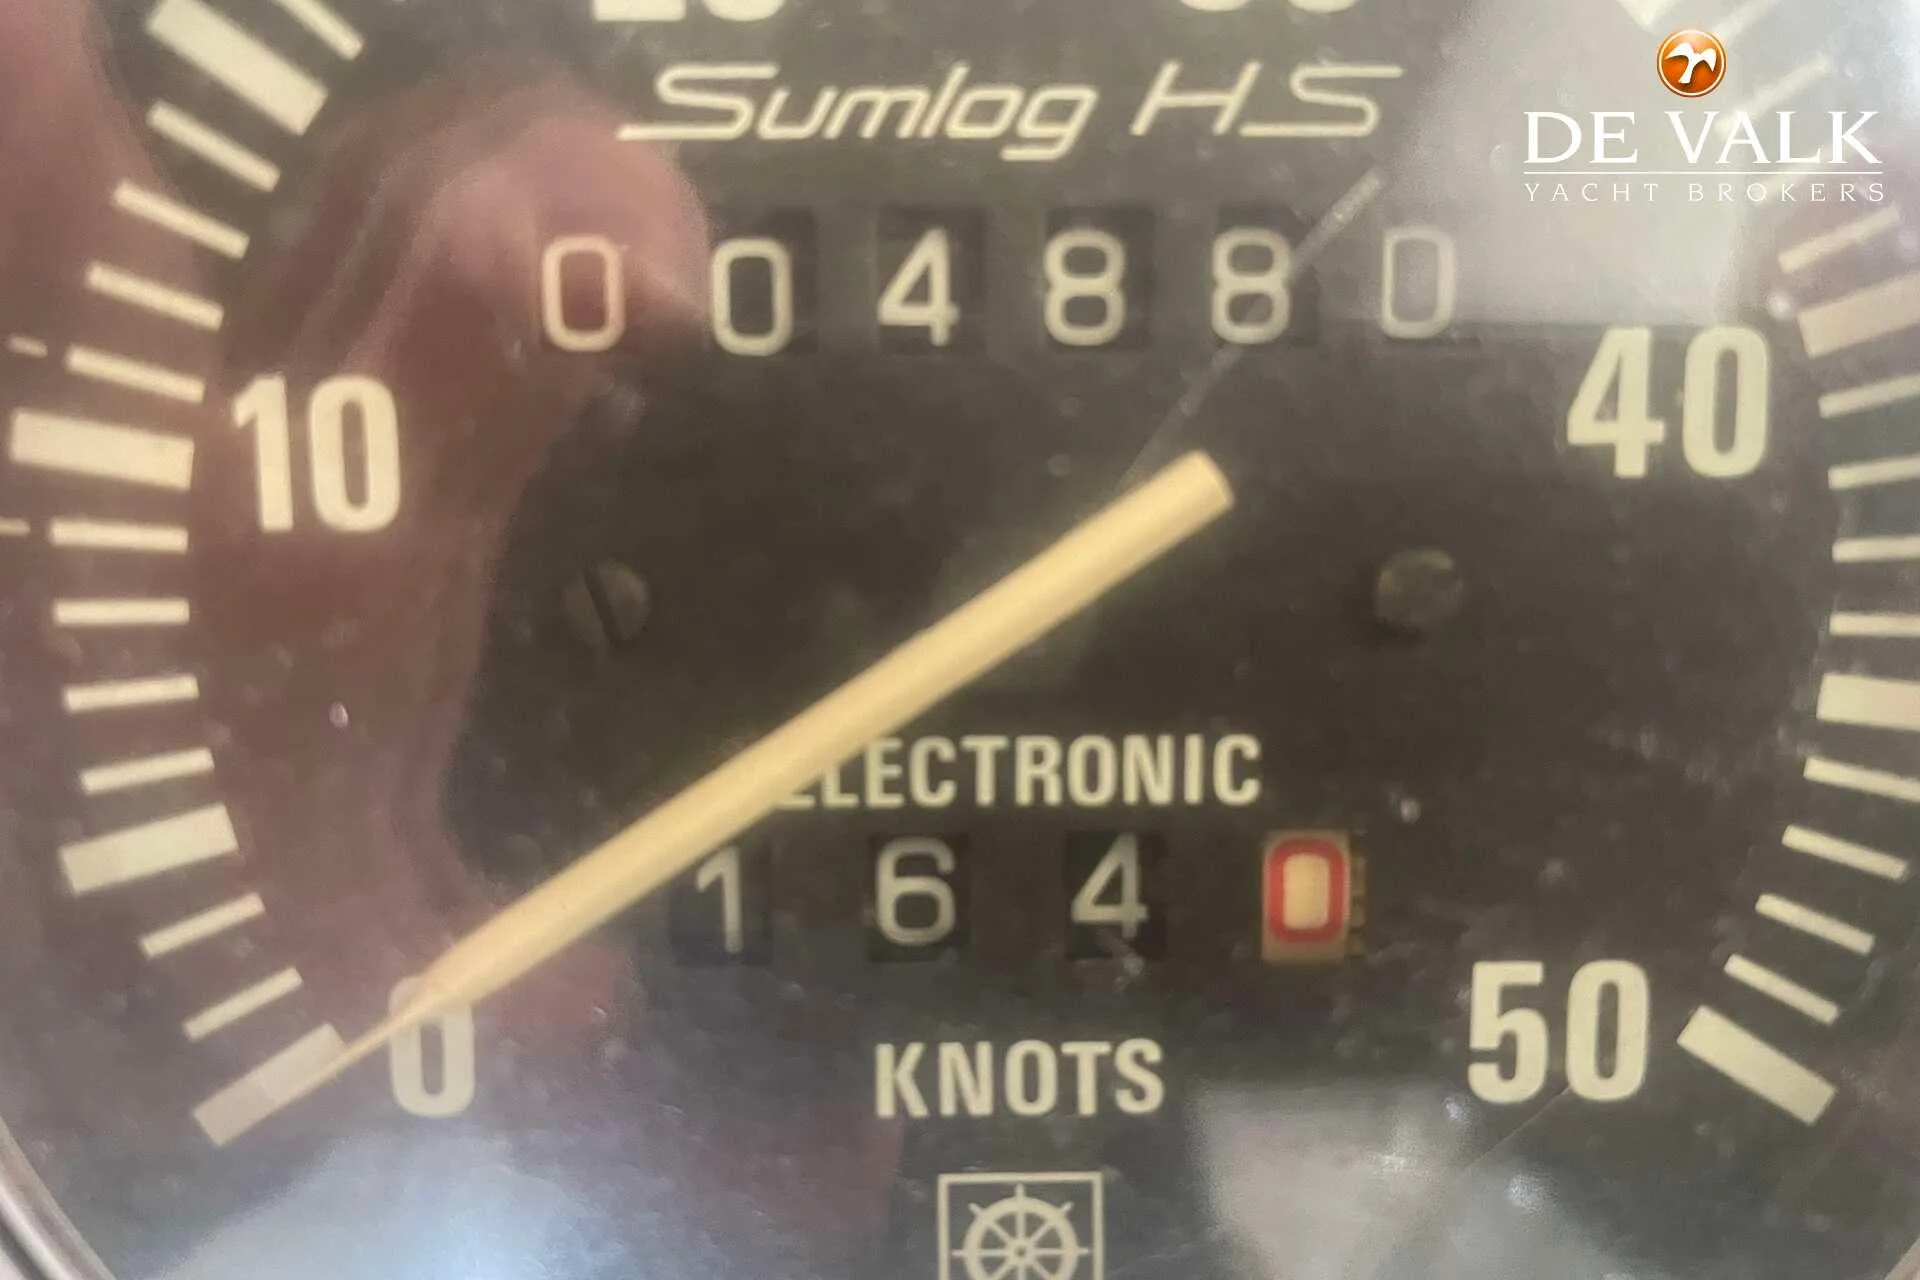 Sumlog HS
DE VALK
YACHT BROKERS
004880
10
40
ELECTRONIC
1640
0
50
KNOTS